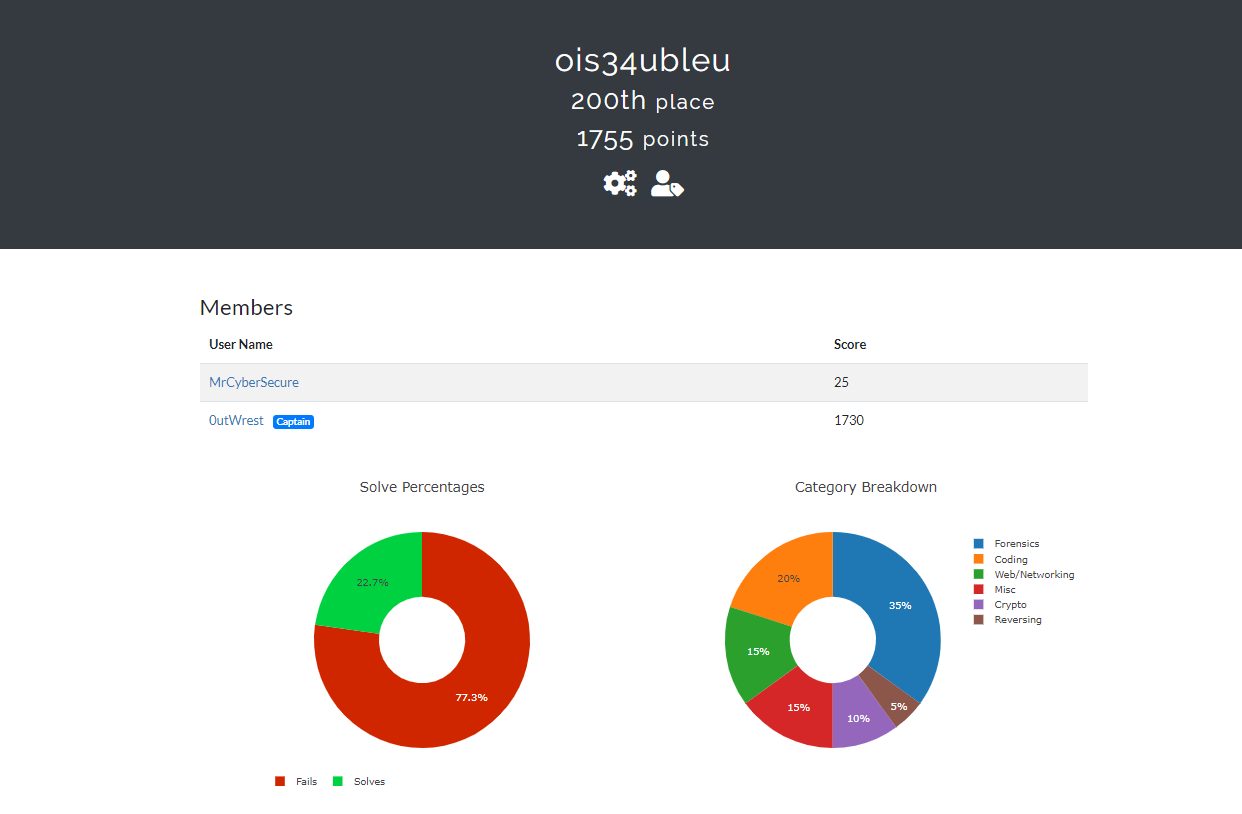 ois34ubleu
200th place
1755 points
Members
User Name Score
MrCyberSecure 25
0utWrest Captain 1730
Solve Percentages
22.7%
77.3%
Fails Solves
Category Breakdown
20%
35%
15%
15%
10%
5%
Forensics
Coding
Web/Networking
Misc
Crypto
Reversing